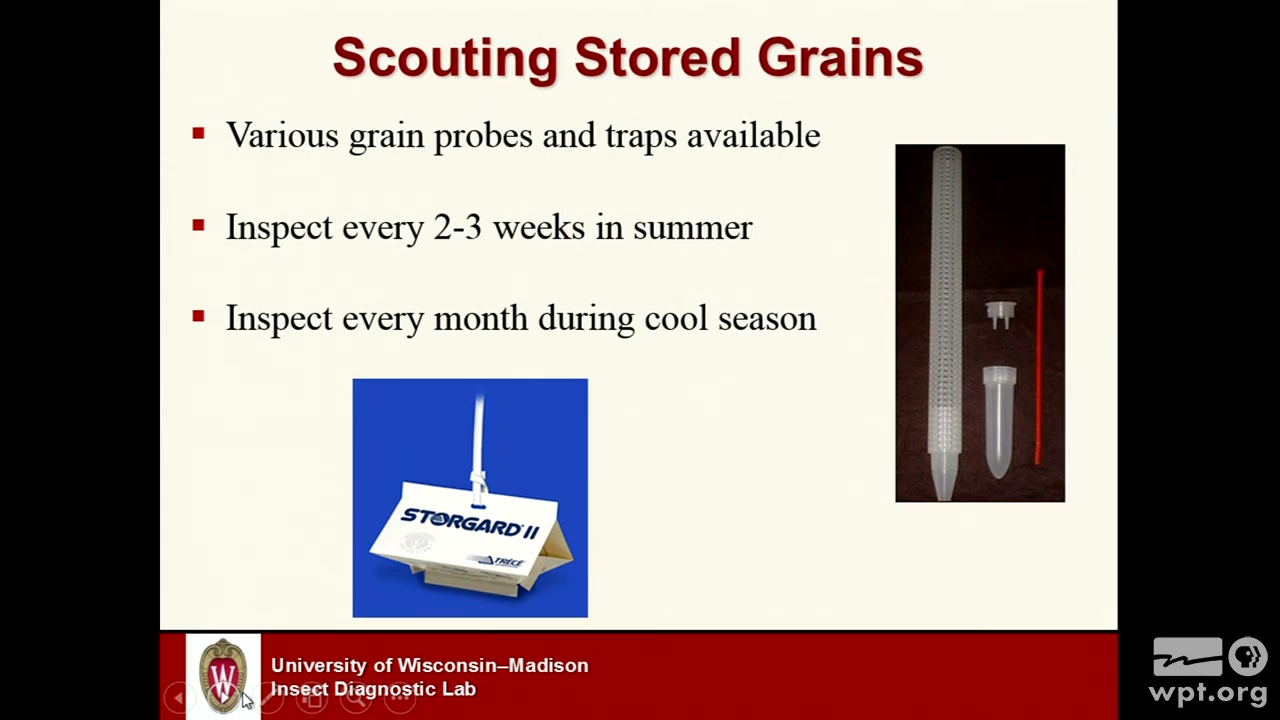 Scouting Stored Grains
Various grain probes and traps available
Inspect every 2-3 weeks in summer
Inspect every month during cool season
STORGARD II
TRÉCÉ
University of Wisconsin–Madison
Insect Diagnostic Lab
W
wpt.org